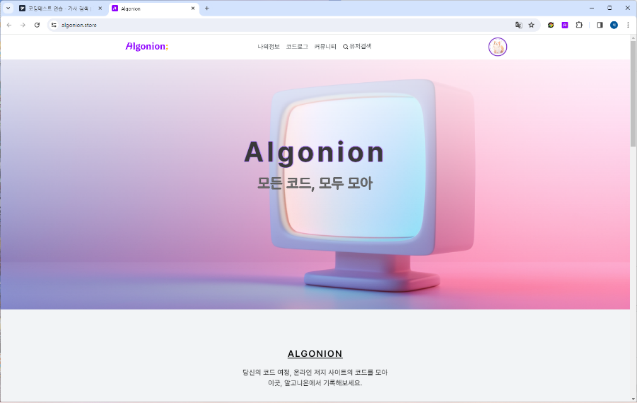 Algonion
algonion.store
Algonion:
나의정보 코드로그 커뮤니티 유저검색
Algonion
모든 코드, 모두 모아
ALGONION
당신의 코드 여정, 온라인 저지 사이트의 코드를 모아
이곳, 알고니온에서 기록해보세요.